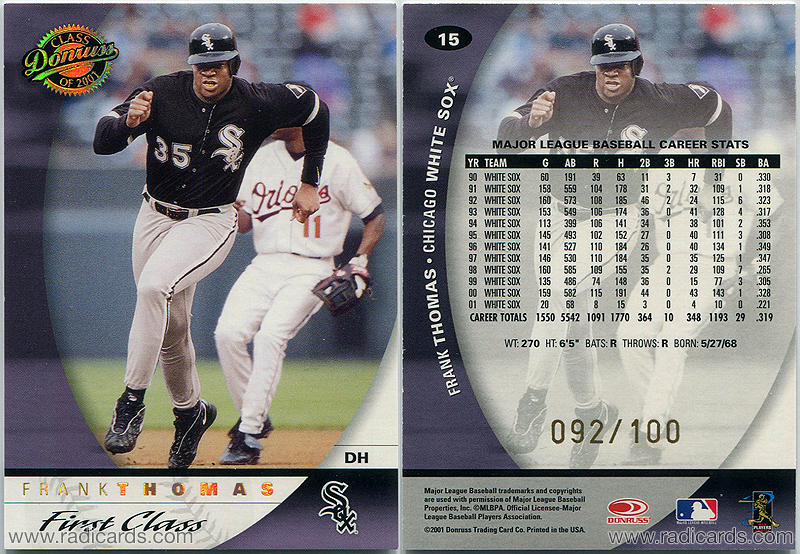 www.radicards.com
CLASS
Donruss
OF 2001
35
Sox
Orioles
11
DH
FRANK THOMAS
First Class
Sox
www.radicards.com
www.radicards.com
15
FRANK THOMAS • CHICAGO WHITE SOX®
MAJOR LEAGUE BASEBALL CAREER STATS
YR TEAM G AB R H 2B 3B HR RBI SB BA
90 WHITE SOX 60 191 39 63 11 3 7 31 0 .330
91 WHITE SOX 158 559 104 178 31 2 32 109 1 .318
92 WHITE SOX 160 573 108 185 46 2 24 115 6 .323
93 WHITE SOX 153 549 106 174 36 0 41 128 4 .317
94 WHITE SOX 113 399 106 141 34 1 38 101 2 .353
95 WHITE SOX 145 493 102 152 27 0 40 111 3 .308
96 WHITE SOX 141 527 110 184 26 0 40 134 1 .349
97 WHITE SOX 146 530 110 184 35 0 35 125 1 .347
98 WHITE SOX 160 585 109 155 35 2 29 109 7 .265
99 WHITE SOX 135 486 74 148 36 0 15 77 3 .305
00 WHITE SOX 159 582 115 191 44 0 43 143 1 .328
01 WHITE SOX 20 68 8 15 3 0 4 10 0 .221
CAREER TOTALS 1550 5542 1091 1770 364 10 348 1193 29 .319
WT: 270 HT: 6'5" BATS: R THROWS: R BORN: 5/27/68
092/100
Major League Baseball trademarks and copyrights
are used with permission of Major League Baseball
Properties, Inc. ©MLBPA. Official Licensee-Major
League Baseball Players Association.
©2001 Donruss Trading Card Co. Printed in the USA.
DONRUSS
MAJOR LEAGUE BASEBALL
PLAYERS
www.radicards.com